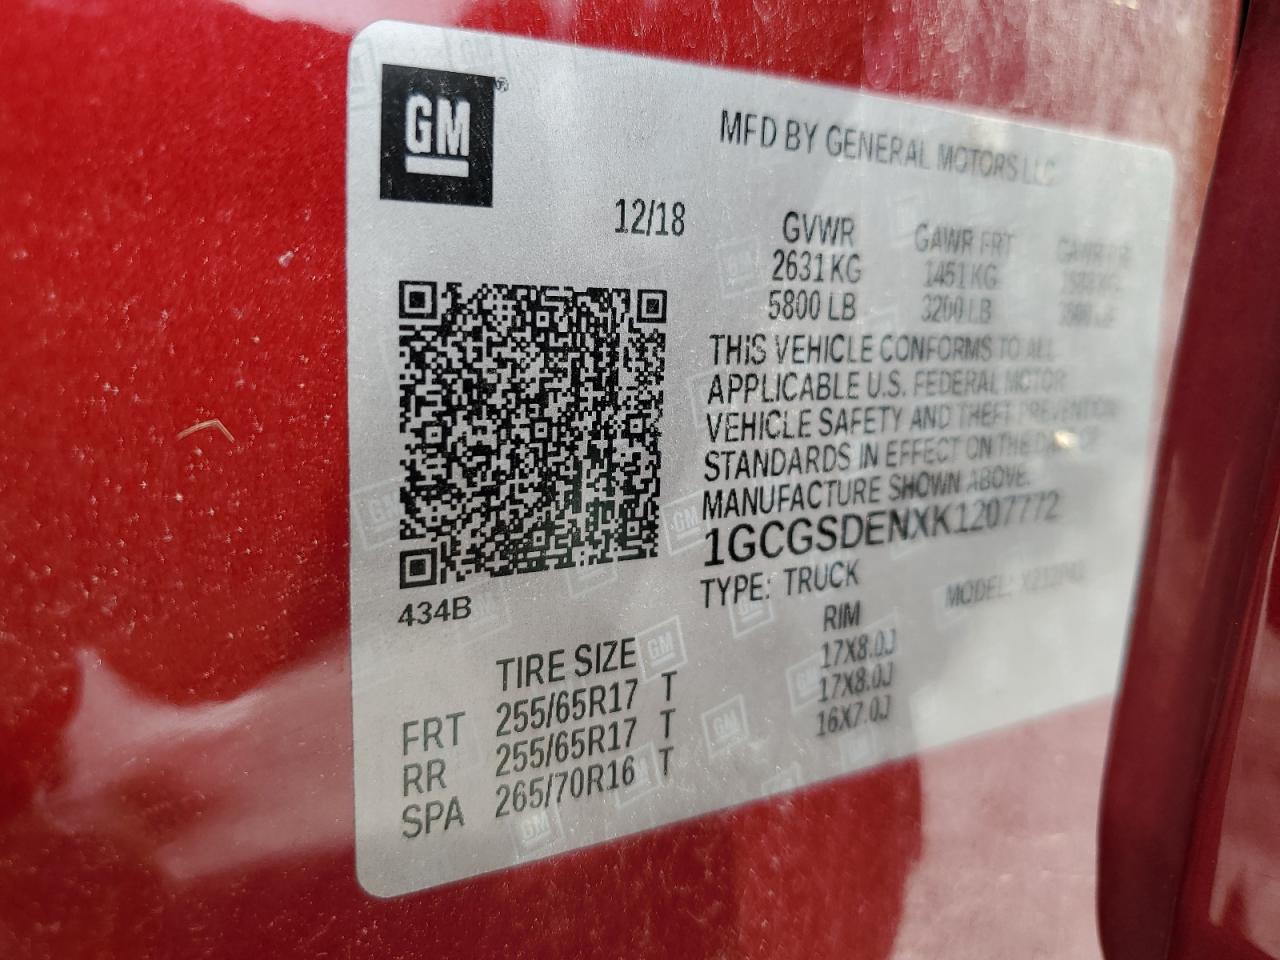 GM®
MFD BY GENERAL MOTORS LLC
12/18
GVWR GAWR FRT GAWR RR
2631 KG 1451 KG
5800 LB 3200 LB
THIS VEHICLE CONFORMS TO ALL
APPLICABLE U.S. FEDERAL MOTOR
VEHICLE SAFETY AND THEFT PREVENTION
STANDARDS IN EFFECT ON THE DATE OF
MANUFACTURE SHOWN ABOVE.
1GCGSDENXK1207772
TYPE: TRUCK MODEL:
434B
TIRE SIZE RIM
FRT 255/65R17 T 17X8.0J
RR 255/65R17 T 17X8.0J
SPA 265/70R16 T 16X7.0J